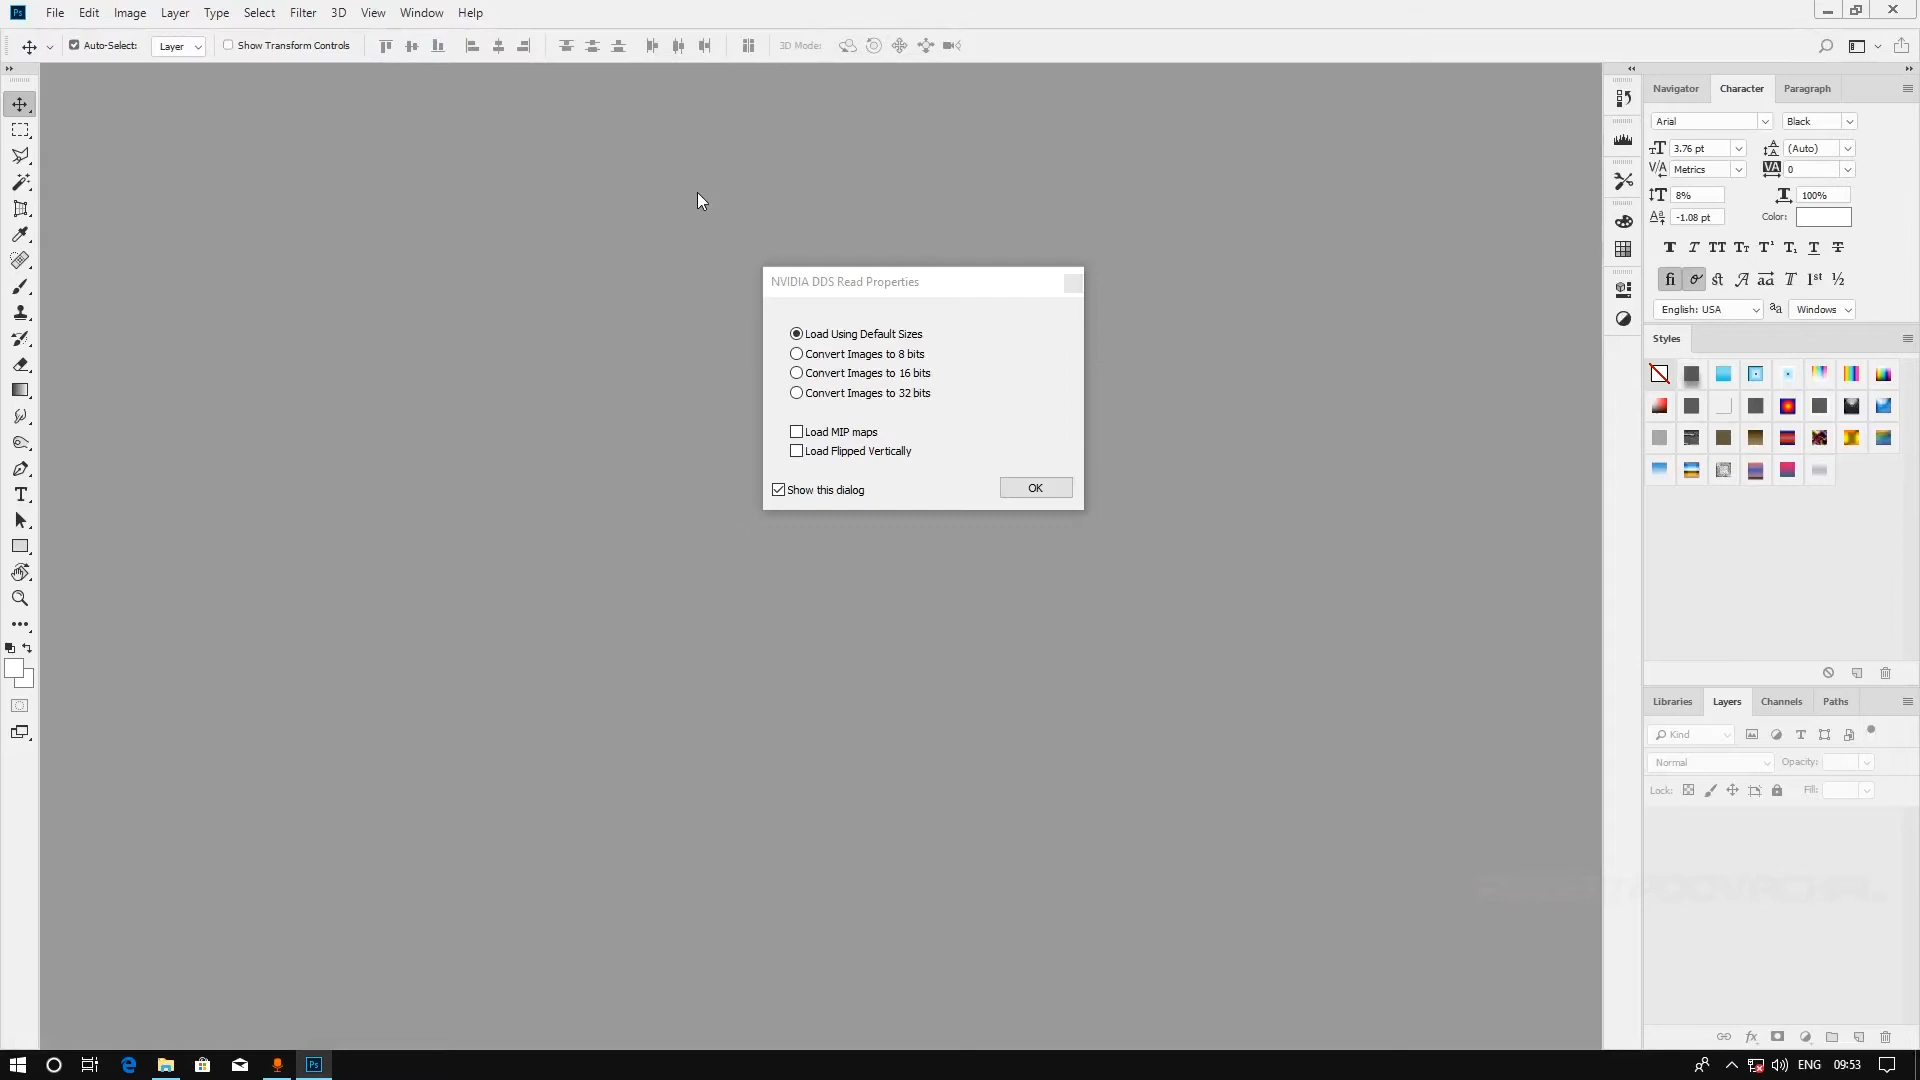 Ps File Edit Image Layer Type Select Filter 3D View Window Help
Auto-Select: Layer Show Transform Controls 3D Mode:
Navigator Character Paragraph
Arial Black
3.76 pt (Auto)
Metrics 0
8% 100%
-1.08 pt Color:
English: USA aa Windows
Styles
NVIDIA DDS Read Properties
Load Using Default Sizes
Convert Images to 8 bits
Convert Images to 16 bits
Convert Images to 32 bits
Load MIP maps
Load Flipped Vertically
Show this dialog OK
Libraries Layers Channels Paths
Kind
Normal Opacity:
Lock: Fill:
Ps ENG 09:53